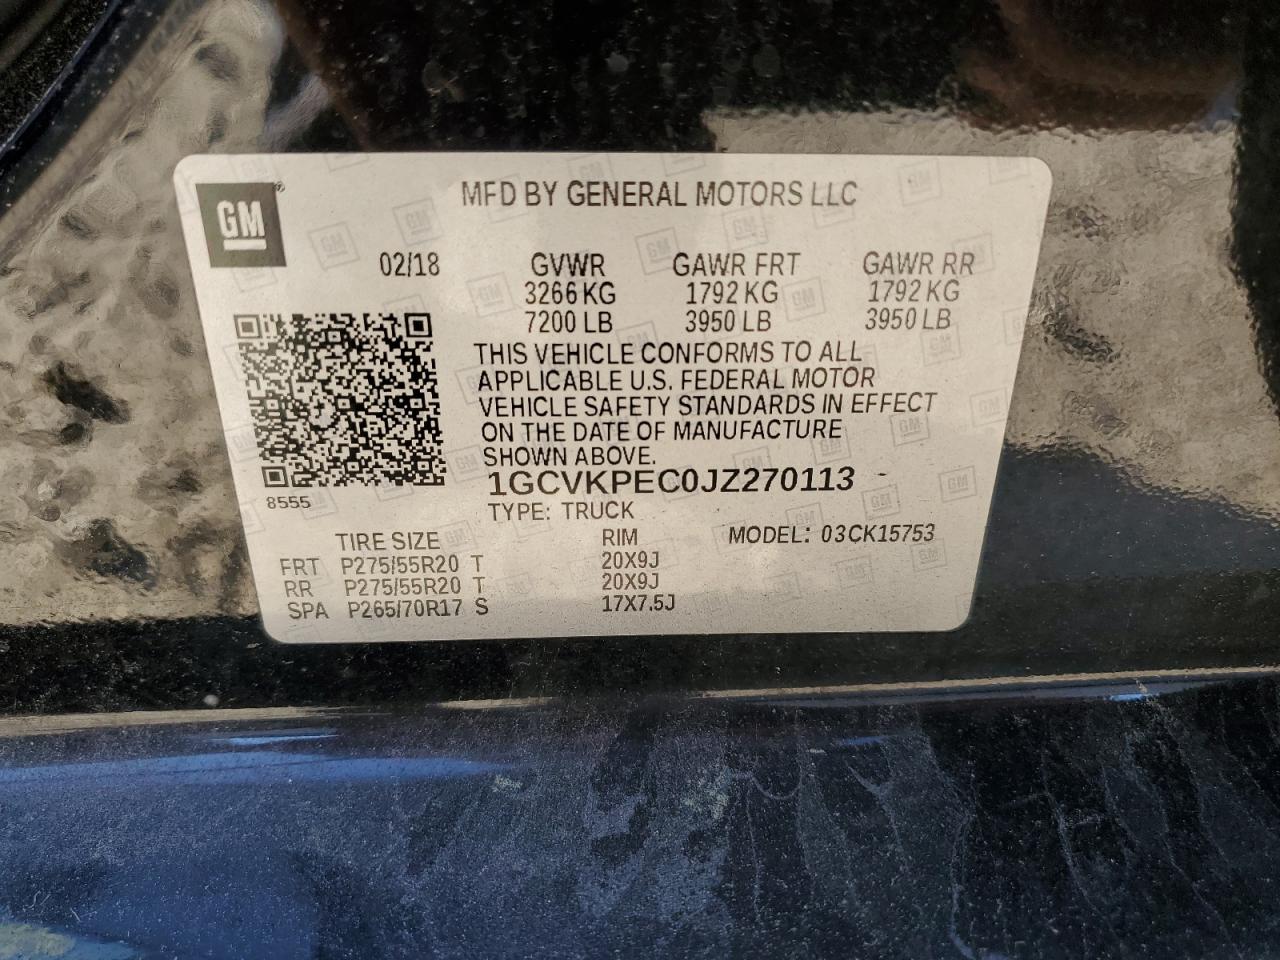 GM®
MFD BY GENERAL MOTORS LLC
02/18 GVWR GAWR FRT GAWR RR
3266 KG 1792 KG 1792 KG
7200 LB 3950 LB 3950 LB
THIS VEHICLE CONFORMS TO ALL
APPLICABLE U.S. FEDERAL MOTOR
VEHICLE SAFETY STANDARDS IN EFFECT
ON THE DATE OF MANUFACTURE
SHOWN ABOVE.
1GCVKPEC0JZ270113
8555
TYPE: TRUCK
TIRE SIZE RIM MODEL: 03CK15753
FRT P275/55R20 T 20X9J
RR P275/55R20 T 20X9J
SPA P265/70R17 S 17X7.5J